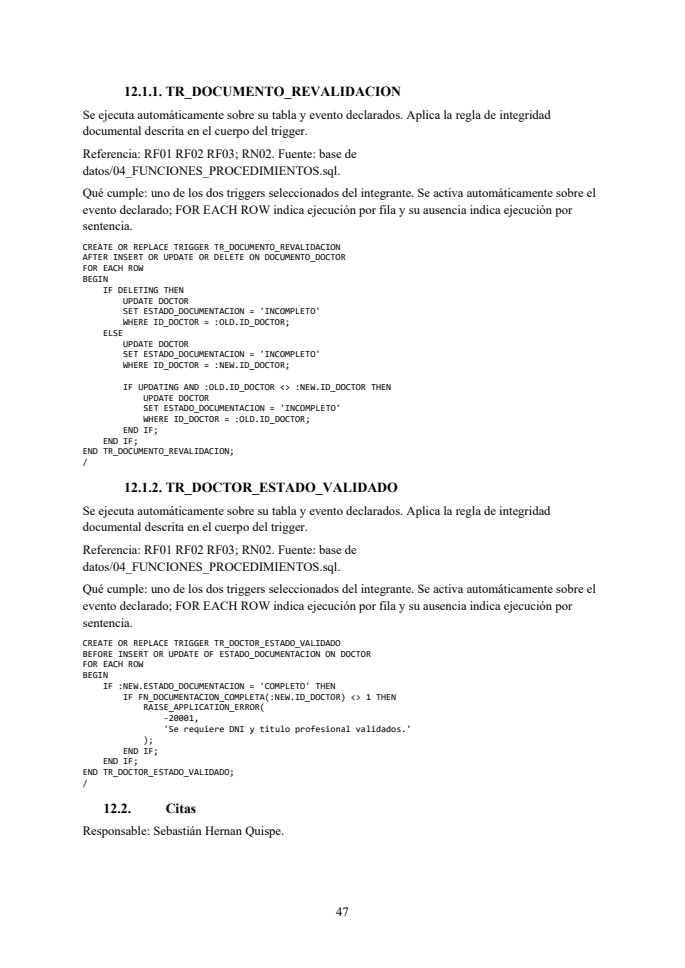 12.1.1. TR_DOCUMENTO_REVALIDACION
Se ejecuta automáticamente sobre su tabla y evento declarados. Aplica la regla de integridad
documental descrita en el cuerpo del trigger.
Referencia: RF01 RF02 RF03; RN02. Fuente: base de
datos/04_FUNCIONES_PROCEDIMIENTOS.sql.
Qué cumple: uno de los dos triggers seleccionados del integrante. Se activa automáticamente sobre el
evento declarado; FOR EACH ROW indica ejecución por fila y su ausencia indica ejecución por
sentencia.
CREATE OR REPLACE TRIGGER TR_DOCUMENTO_REVALIDACION
AFTER INSERT OR UPDATE OR DELETE ON DOCUMENTO_DOCTOR
FOR EACH ROW
BEGIN
    IF DELETING THEN
        UPDATE DOCTOR
        SET ESTADO_DOCUMENTACION = 'INCOMPLETO'
        WHERE ID_DOCTOR = :OLD.ID_DOCTOR;
    ELSE
        UPDATE DOCTOR
        SET ESTADO_DOCUMENTACION = 'INCOMPLETO'
        WHERE ID_DOCTOR = :NEW.ID_DOCTOR;
        IF UPDATING AND :OLD.ID_DOCTOR <> :NEW.ID_DOCTOR THEN
            UPDATE DOCTOR
            SET ESTADO_DOCUMENTACION = 'INCOMPLETO'
            WHERE ID_DOCTOR = :OLD.ID_DOCTOR;
        END IF;
    END IF;
END TR_DOCUMENTO_REVALIDACION;
/
12.1.2. TR_DOCTOR_ESTADO_VALIDADO
Se ejecuta automáticamente sobre su tabla y evento declarados. Aplica la regla de integridad
documental descrita en el cuerpo del trigger.
Referencia: RF01 RF02 RF03; RN02. Fuente: base de
datos/04_FUNCIONES_PROCEDIMIENTOS.sql.
Qué cumple: uno de los dos triggers seleccionados del integrante. Se activa automáticamente sobre el
evento declarado; FOR EACH ROW indica ejecución por fila y su ausencia indica ejecución por
sentencia.
CREATE OR REPLACE TRIGGER TR_DOCTOR_ESTADO_VALIDADO
BEFORE INSERT OR UPDATE OF ESTADO_DOCUMENTACION ON DOCTOR
FOR EACH ROW
BEGIN
    IF :NEW.ESTADO_DOCUMENTACION = 'COMPLETO' THEN
        IF FN_DOCUMENTACION_COMPLETA(:NEW.ID_DOCTOR) <> 1 THEN
            RAISE_APPLICATION_ERROR(
                -20001,
                'Se requiere DNI y titulo profesional validados.'
            );
        END IF;
    END IF;
END TR_DOCTOR_ESTADO_VALIDADO;
/
12.2. Citas
Responsable: Sebastián Hernan Quispe.
47